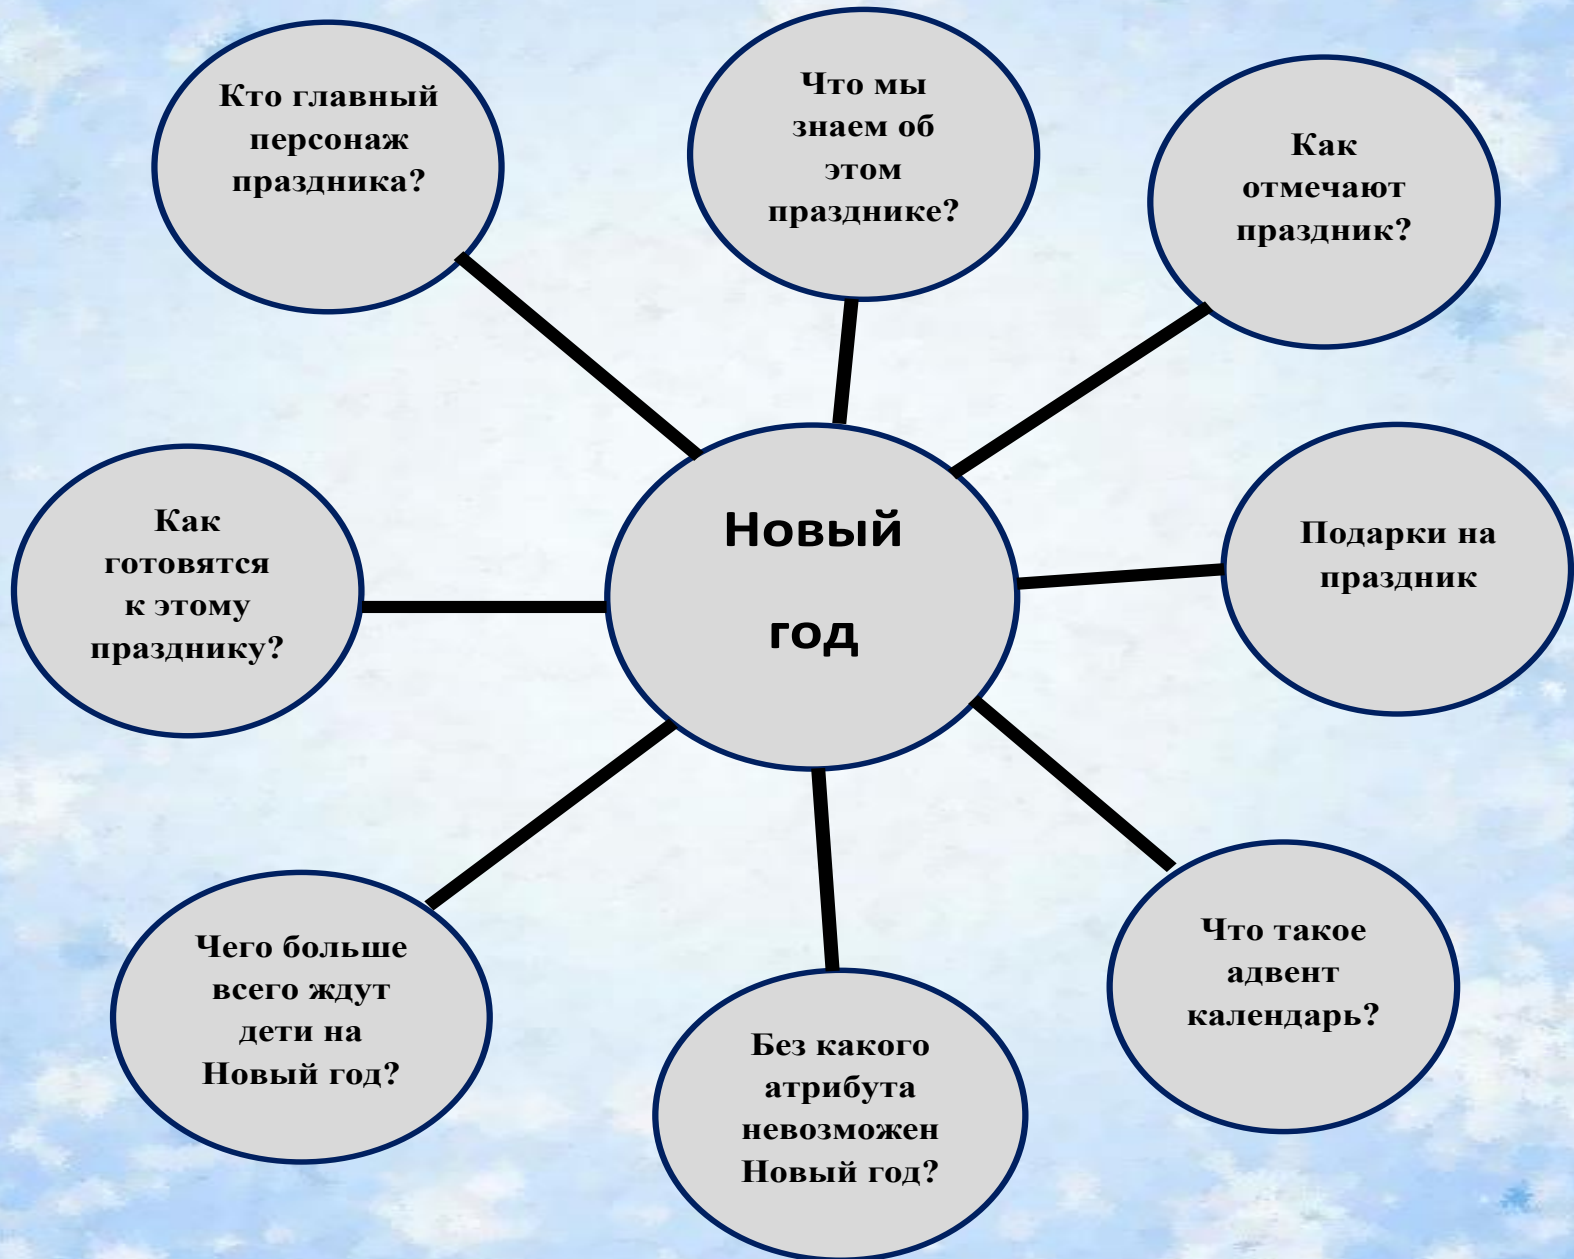 Кто главный
персонаж
праздника?
Что мы
знаем об
этом
празднике?
Как
отмечают
праздник?
Как
готовятся
к этому
празднику?
Новый
год
Подарки на
праздник
Чего больше
всего ждут
дети на
Новый год?
Без какого
атрибута
невозможен
Новый год?
Что такое
адвент
календарь?